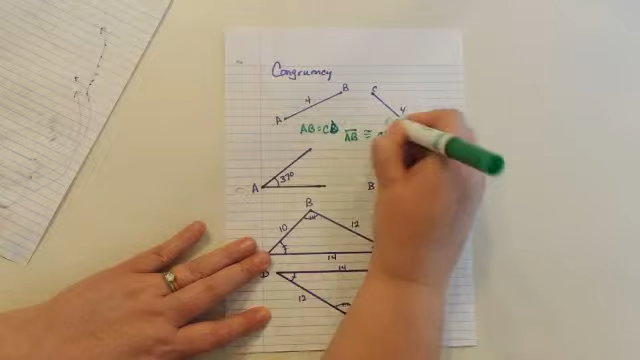 Congruency
A 4 B C 4
AB = CD AB ≅
A 37° B
B
10 12
14
D 14
12